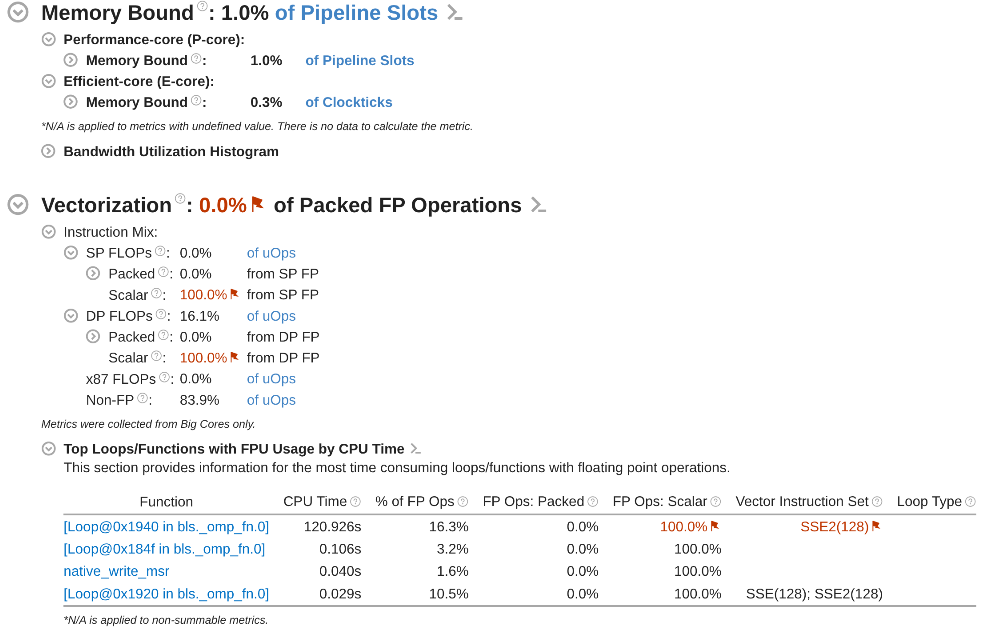 Memory Bound ?: 1.0% of Pipeline Slots
Performance-core (P-core):
Memory Bound ?: 1.0% of Pipeline Slots
Efficient-core (E-core):
Memory Bound ?: 0.3% of Clockticks
*N/A is applied to metrics with undefined value. There is no data to calculate the metric.
Bandwidth Utilization Histogram
Vectorization ?: 0.0% of Packed FP Operations
Instruction Mix:
SP FLOPs ?: 0.0% of uOps
Packed ?: 0.0% from SP FP
Scalar ?: 100.0% from SP FP
DP FLOPs ?: 16.1% of uOps
Packed ?: 0.0% from DP FP
Scalar ?: 100.0% from DP FP
x87 FLOPs ?: 0.0% of uOps
Non-FP ?: 83.9% of uOps
Metrics were collected from Big Cores only.
Top Loops/Functions with FPU Usage by CPU Time
This section provides information for the most time consuming loops/functions with floating point operations.
Function CPU Time ? % of FP Ops ? FP Ops: Packed ? FP Ops: Scalar ? Vector Instruction Set ? Loop Type ?
[Loop@0x1940 in bls._omp_fn.0] 120.926s 16.3% 0.0% 100.0% SSE2(128)
[Loop@0x184f in bls._omp_fn.0] 0.106s 3.2% 0.0% 100.0%
native_write_msr 0.040s 1.6% 0.0% 100.0%
[Loop@0x1920 in bls._omp_fn.0] 0.029s 10.5% 0.0% 100.0% SSE(128); SSE2(128)
*N/A is applied to non-summable metrics.